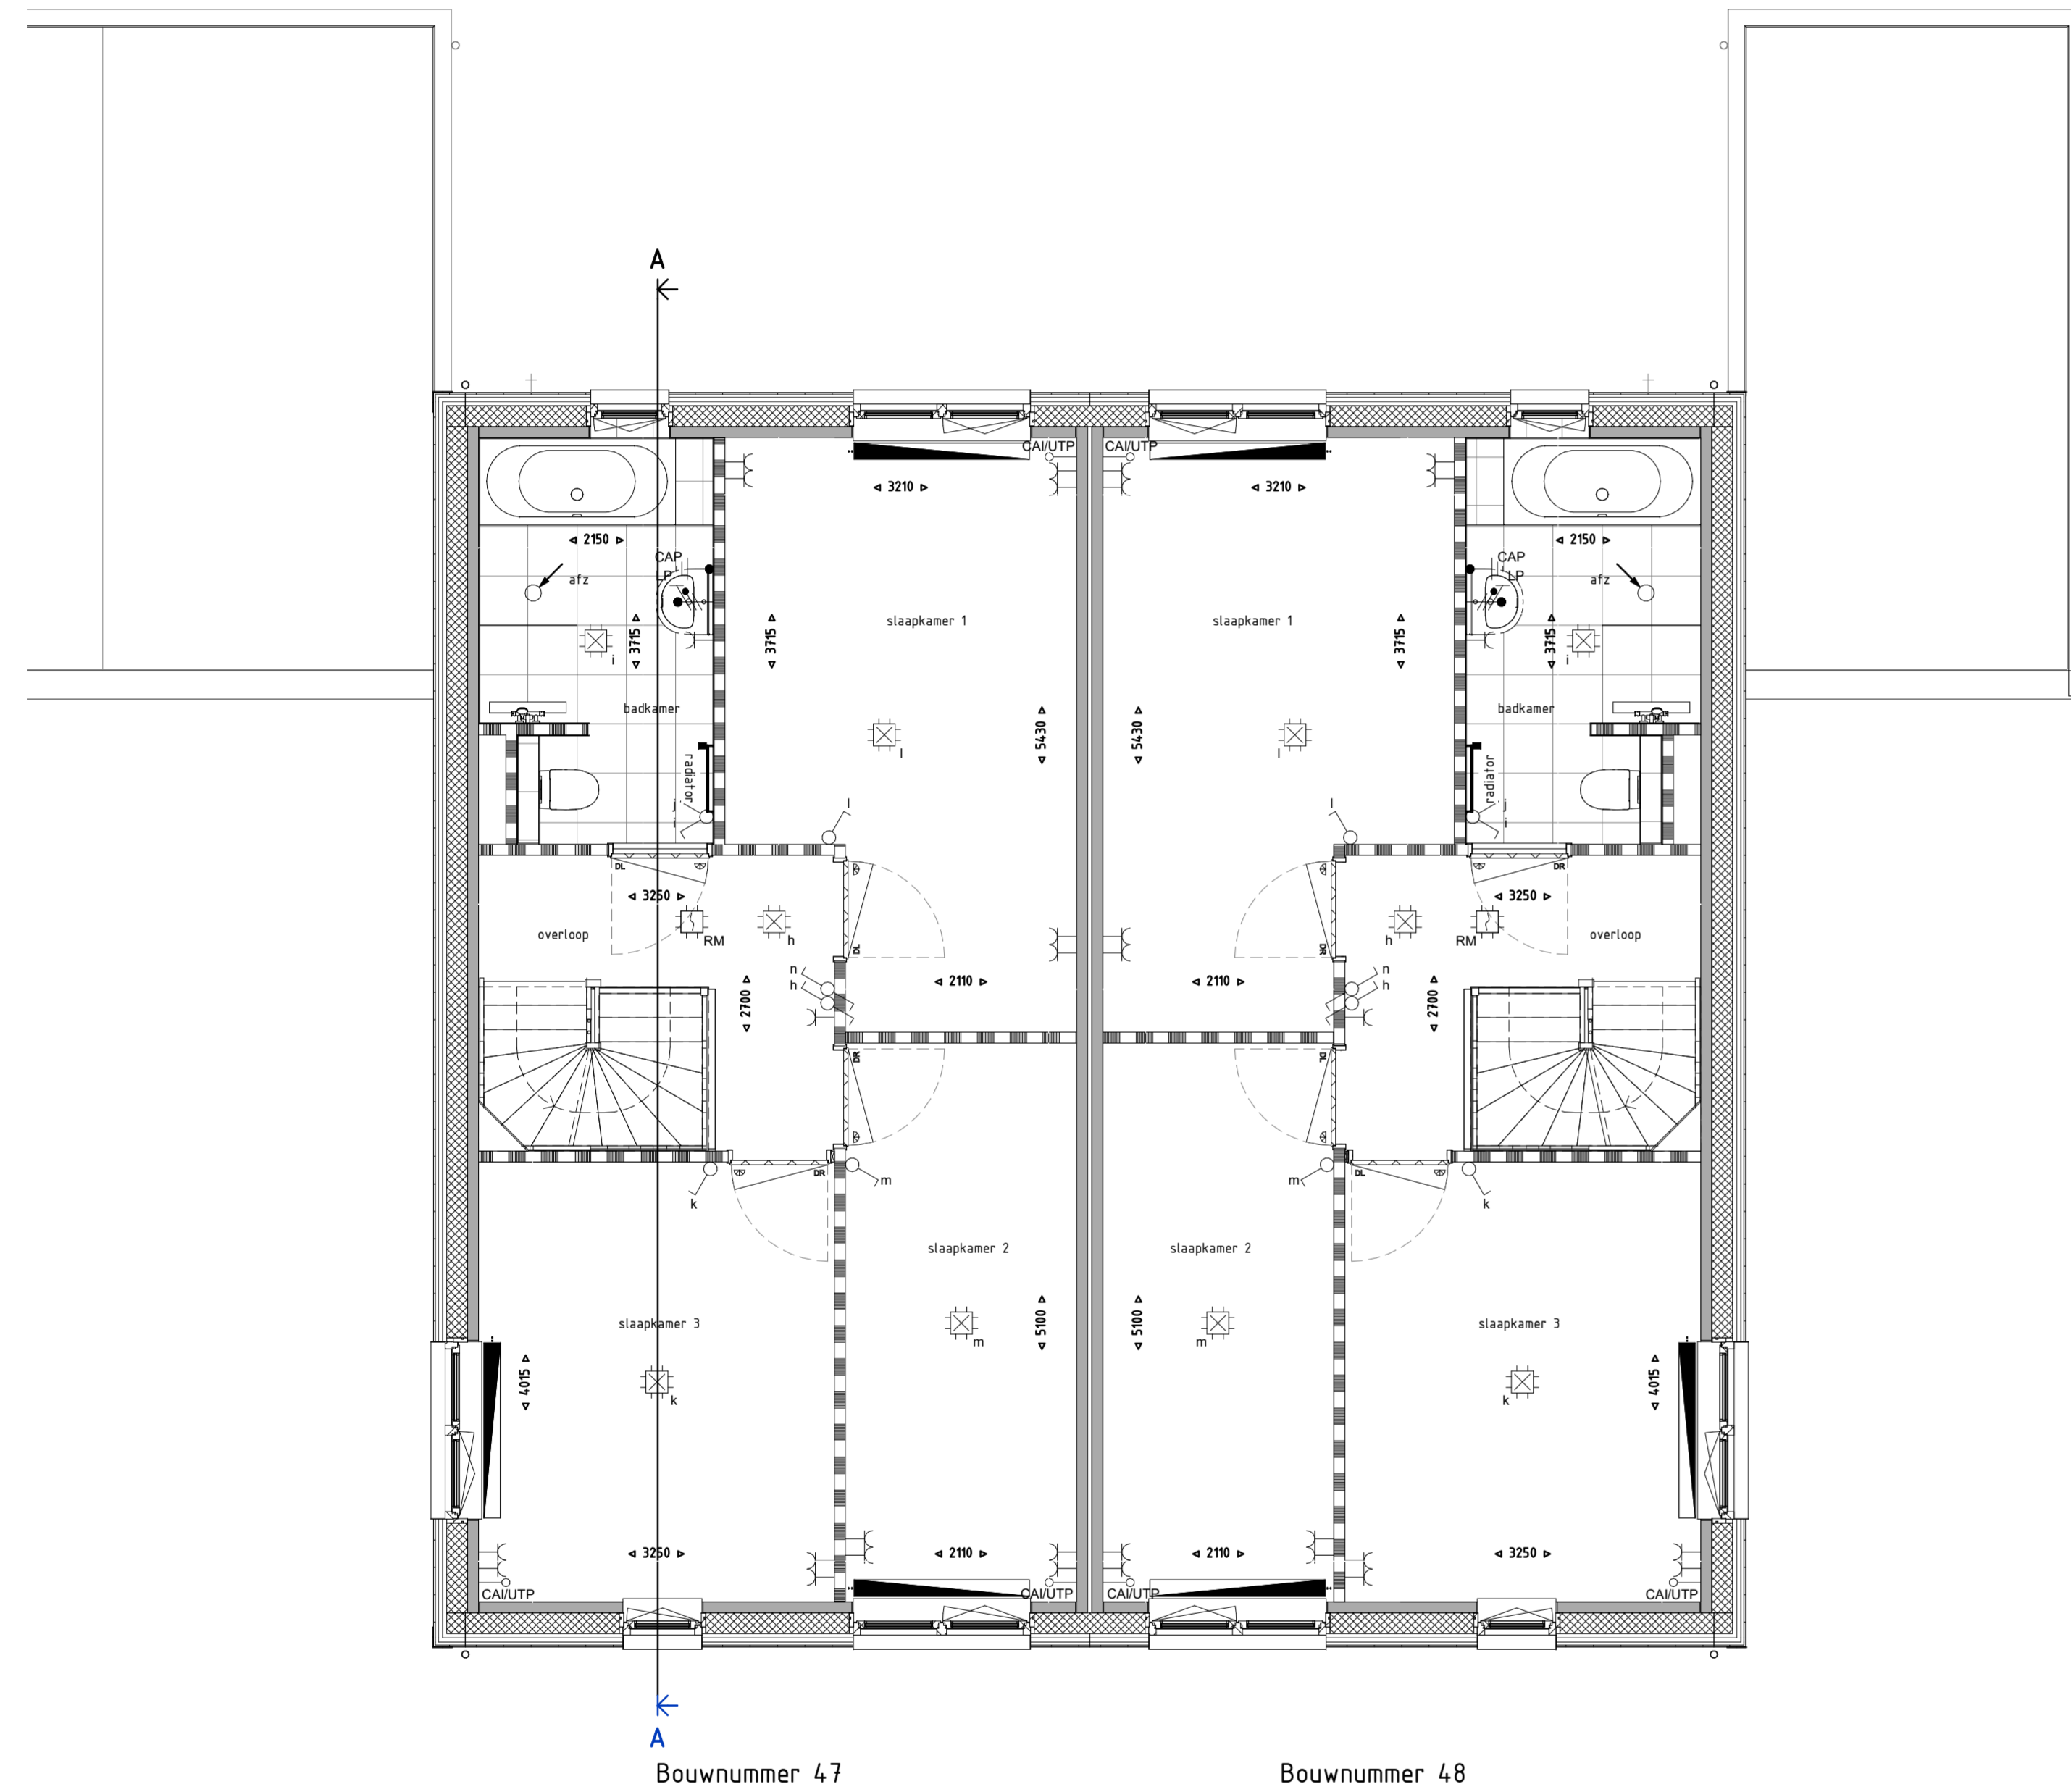 A
CAI/UTP CAI/UTP
3210 3210
2150 2150
CAP CAP
LP LP
afz afz
slaapkamer 1 slaapkamer 1
3715 3715 3715 3715
i i
badkamer badkamer
5430 5430
l l
radiator radiator
j j
i i
l l
DL DR
3250 3250
overloop RM h h RM overloop
DL DR
n n
h h
2110 2110
2700 2700
DR DL
DR DL
k m m k
slaapkamer 2 slaapkamer 2
slaapkamer 3 slaapkamer 3
5100 5100
m m
4015 4015
k k
3250 2110 2110 3250
CAI/UTP CAI/UTP CAI/UTP CAI/UTP
A
Bouwnummer 47 Bouwnummer 48